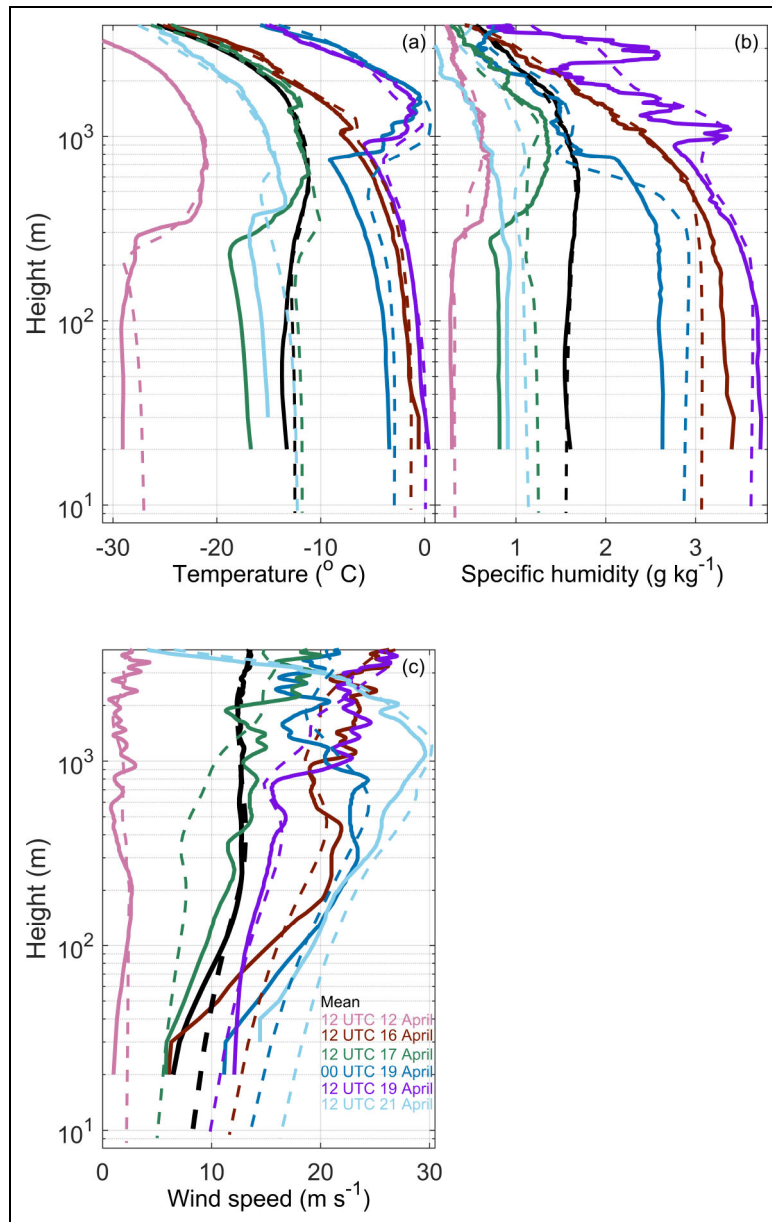 (a)
(b)
10³
10²
10¹
Height (m)
-30
-20
-10
0
1
2
3
Temperature (° C)
Specific humidity (g kg⁻¹)
(c)
10³
10²
10¹
Height (m)
Mean
12 UTC 12 April
12 UTC 16 April
12 UTC 17 April
00 UTC 19 April
12 UTC 19 April
12 UTC 21 April
0
10
20
30
Wind speed (m s⁻¹)